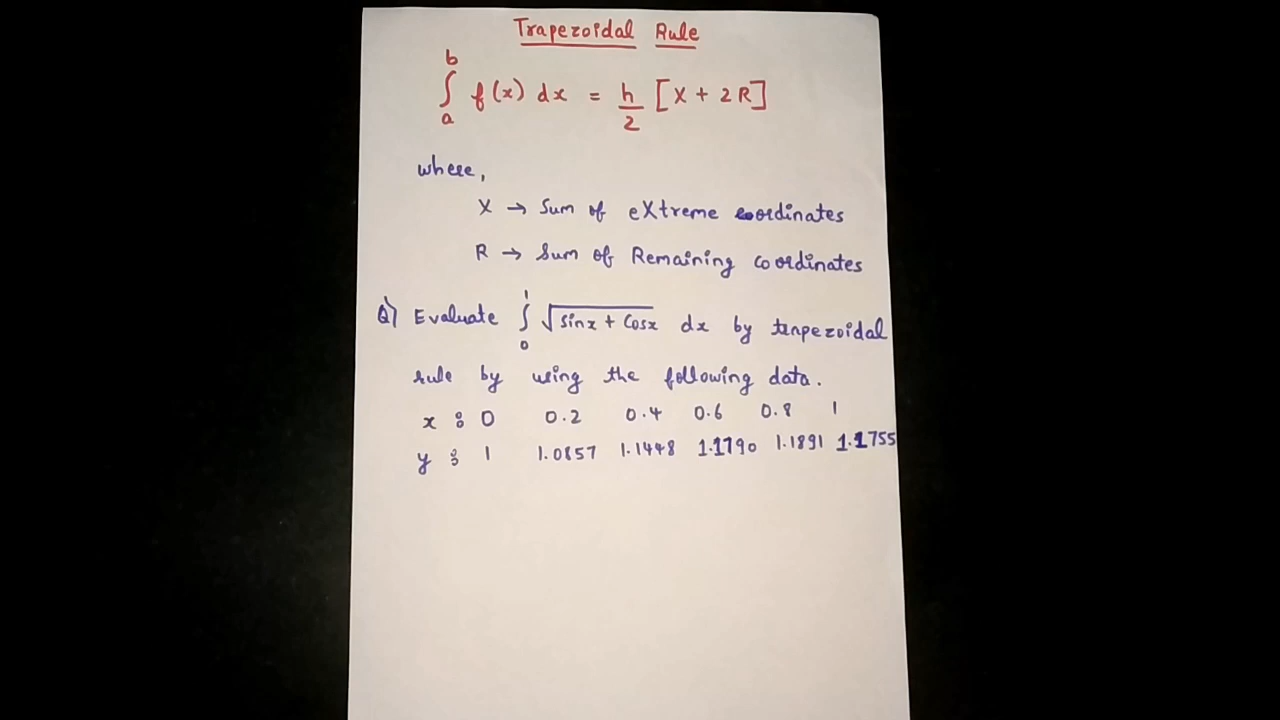 Trapezoidal Rule
b
∫ f(x) dx = h/2 [X + 2R]
a
where,
X → Sum of eXtreme coordinates
R → Sum of Remaining coordinates
Q) Evaluate ∫₀¹ √sinx + Cosx dx by trapezoidal
rule by using the following data.
x : 0 0.2 0.4 0.6 0.8 1
y : 1 1.0857 1.1448 1.1790 1.1891 1.1755